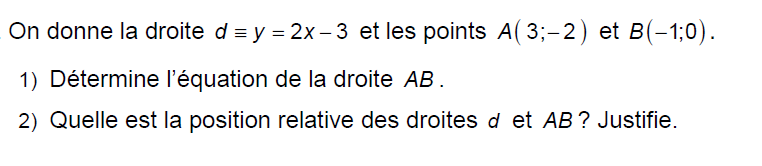 On donne la droite d ≡ y = 2x – 3 et les points A( 3;–2 ) et B(–1;0).
1) Détermine l'équation de la droite AB.
2) Quelle est la position relative des droites d et AB ? Justifie.